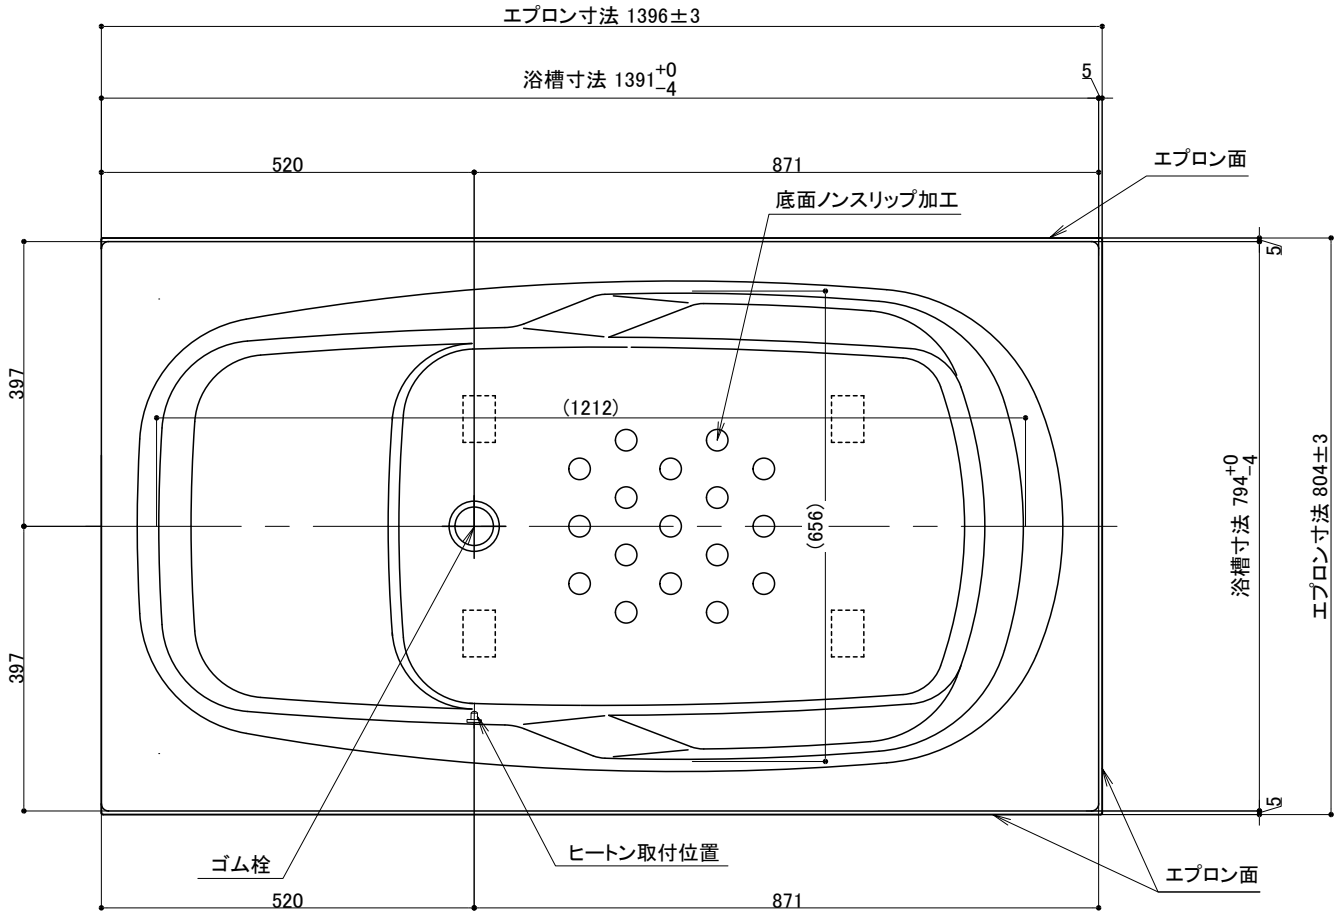 エプロン寸法 1396±3
浴槽寸法 1391 +0 -4
5
520
871
エプロン面
底面ノンスリップ加工
5
397
(1212)
(656)
浴槽寸法 794 +0 -4
エプロン寸法 804±3
397
5
ゴム栓
ヒートン取付位置
エプロン面
520
871